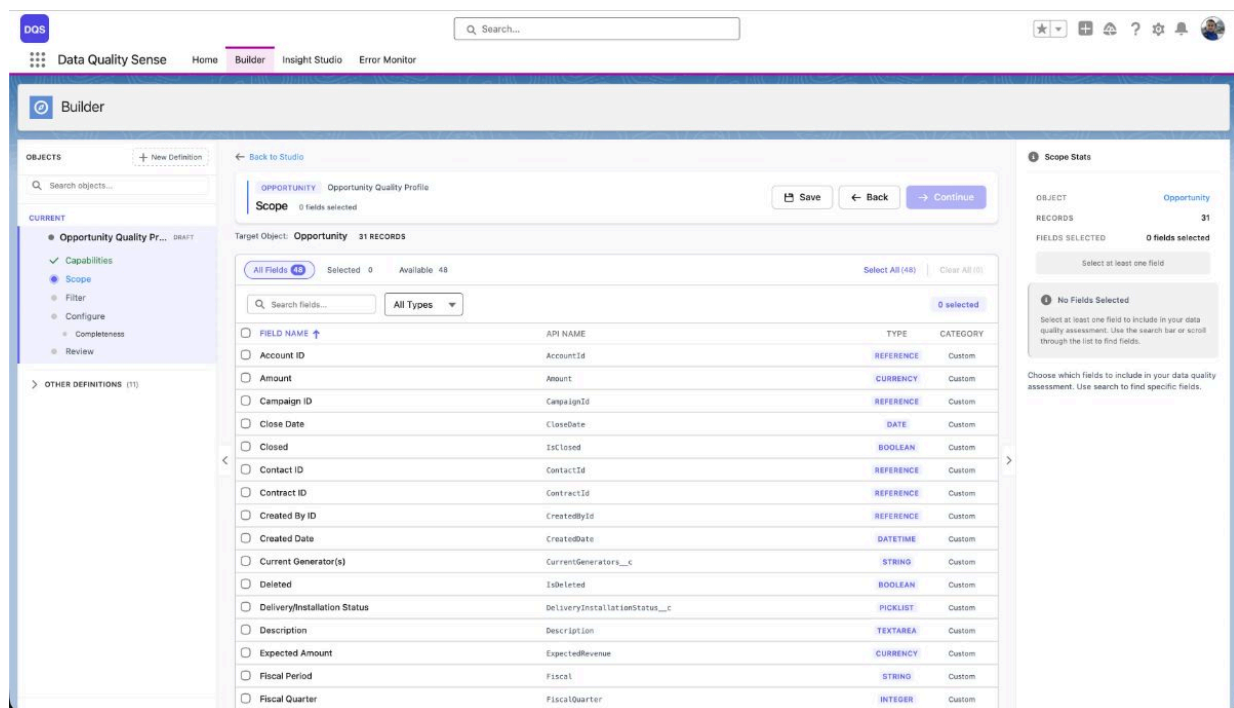 DQS
Search...
Data Quality Sense Home Builder Insight Studio Error Monitor
Builder
OBJECTS + New Definition
Search objects...
CURRENT
Opportunity Quality Pr... DRAFT
Capabilities
Scope
Filter
Configure
Completeness
Review
OTHER DEFINITIONS (11)
← Back to Studio
OPPORTUNITY Opportunity Quality Profile
Scope 0 fields selected
Save ← Back → Continue
Target Object: Opportunity 31 RECORDS
All Fields 48 Selected 0 Available 48 Select All (48) Clear All (0)
Search fields... All Types 0 selected
FIELD NAME ↑ API NAME TYPE CATEGORY
Account ID AccountId REFERENCE Custom
Amount Amount CURRENCY Custom
Campaign ID CampaignId REFERENCE Custom
Close Date CloseDate DATE Custom
Closed IsClosed BOOLEAN Custom
Contact ID ContactId REFERENCE Custom
Contract ID ContractId REFERENCE Custom
Created By ID CreatedById REFERENCE Custom
Created Date CreatedDate DATETIME Custom
Current Generator(s) CurrentGenerators__c STRING Custom
Deleted IsDeleted BOOLEAN Custom
Delivery/Installation Status DeliveryInstallationStatus__c PICKLIST Custom
Description Description TEXTAREA Custom
Expected Amount ExpectedRevenue CURRENCY Custom
Fiscal Period Fiscal STRING Custom
Fiscal Quarter FiscalQuarter INTEGER Custom
Scope Stats
OBJECT Opportunity
RECORDS 31
FIELDS SELECTED 0 fields selected
Select at least one field
No Fields Selected
Select at least one field to include in your data
quality assessment. Use the search bar or scroll
through the list to find fields.
Choose which fields to include in your data quality
assessment. Use search to find specific fields.